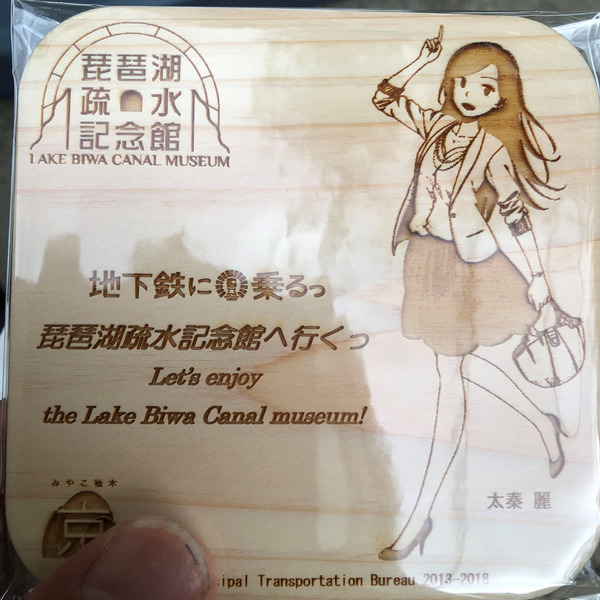 琵琶湖
疏水
記念館
LAKE BIWA CANAL MUSEUM
地下鉄に乗るっ
琵琶湖疏水記念館へ行くっ
Let's enjoy
the Lake Biwa Canal museum!
みやこ杣木
京
太秦 麗
Transportation Bureau 2013-2018